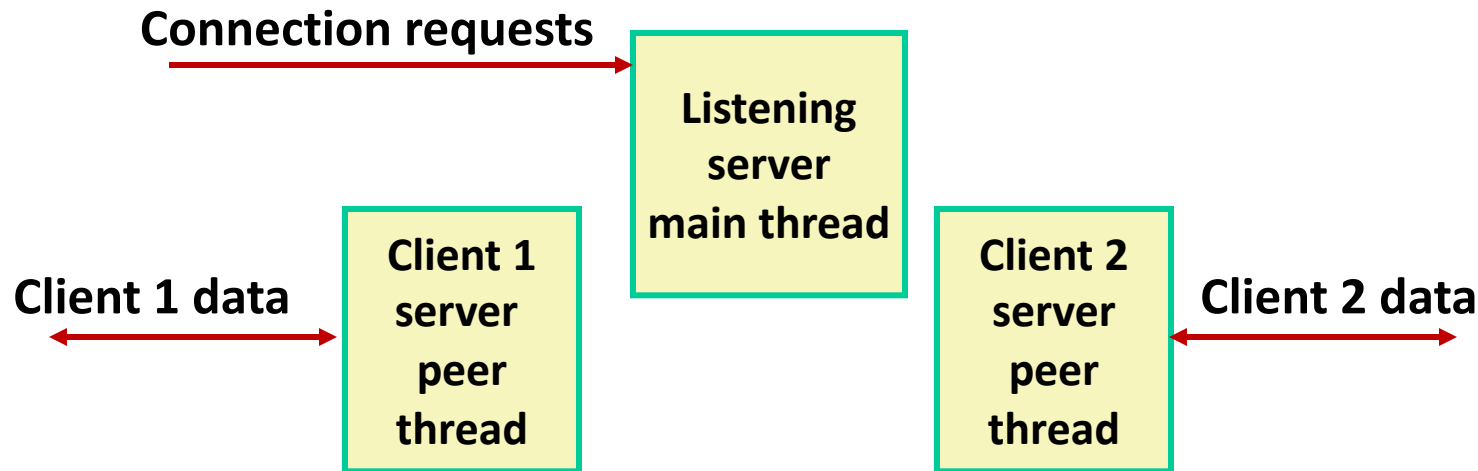 Connection requests
Listening
server
main thread
Client 1 data
Client 1
server
peer
thread
Client 2
server
peer
thread
Client 2 data